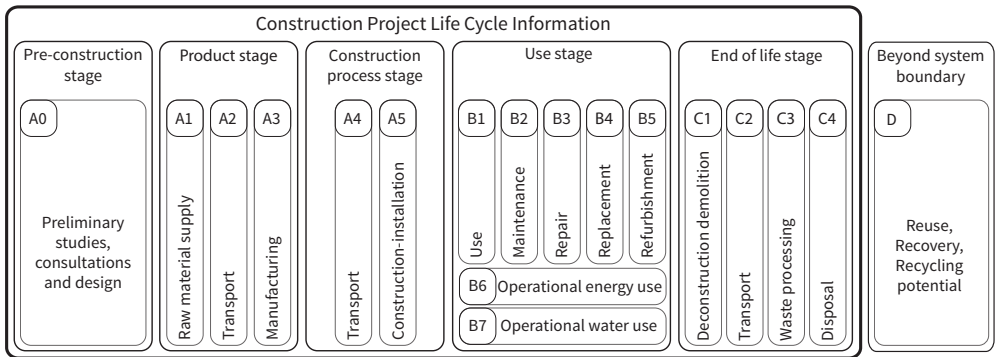 Construction Project Life Cycle Information
Pre-construction
stage
A0
Preliminary
studies,
consultations
and design
Product stage
A1
Raw material supply
A2
Transport
A3
Manufacturing
Construction
process stage
A4
Transport
A5
Construction-installation
Use stage
B1
Use
B2
Maintenance
B3
Repair
B4
Replacement
B5
Refurbishment
B6
Operational energy use
B7
Operational water use
End of life stage
C1
Deconstruction demolition
C2
Transport
C3
Waste processing
C4
Disposal
Beyond system
boundary
D
Reuse,
Recovery,
Recycling
potential